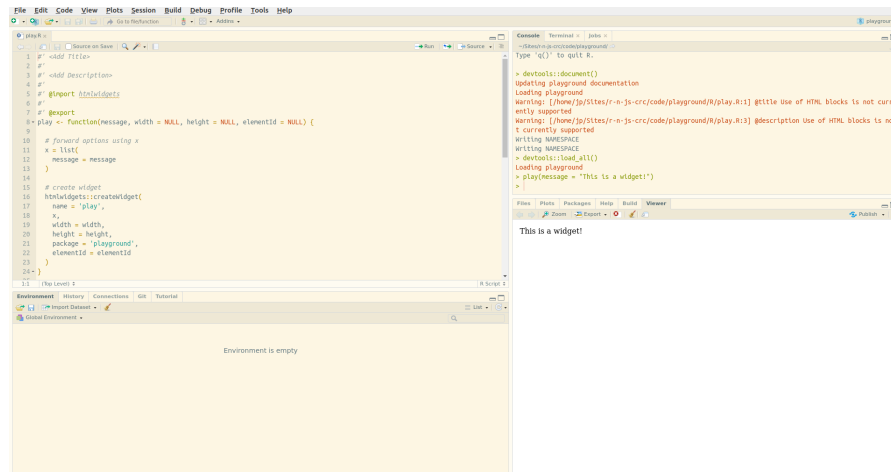 File Edit Code View Plots Session Build Debug Profile Tools Help
Go to file/function Addins
play.R
Source on Save Run Source
1 #' <Add Title>
2 #'
3 #' <Add Description>
4 #'
5 #' @import htmlwidgets
6 #'
7 #' @export
8 play <- function(message, width = NULL, height = NULL, elementId = NULL) {
9
10 # forward options using x
11 x = list(
12 message = message
13 )
14
15 # create widget
16 htmlwidgets::createWidget(
17 name = 'play',
18 x,
19 width = width,
20 height = height,
21 package = 'playground',
22 elementId = elementId
23 )
24 }
1:1 (Top Level) R Script
Environment History Connections Git Tutorial
Import Dataset List
Global Environment
Environment is empty
Console Terminal Jobs
~/Sites/r-n-js-crc/code/playground/
Type 'q()' to quit R.
> devtools::document()
Updating playground documentation
Loading playground
Warning: [/home/jp/Sites/r-n-js-crc/code/playground/R/play.R:1] @title Use of HTML blocks is not curr
ently supported
Warning: [/home/jp/Sites/r-n-js-crc/code/playground/R/play.R:3] @description Use of HTML blocks is no
t currently supported
Writing NAMESPACE
Writing NAMESPACE
> devtools::load_all()
Loading playground
> play(message = "This is a widget!")
>
Files Plots Packages Help Build Viewer
Zoom Export Publish
This is a widget!